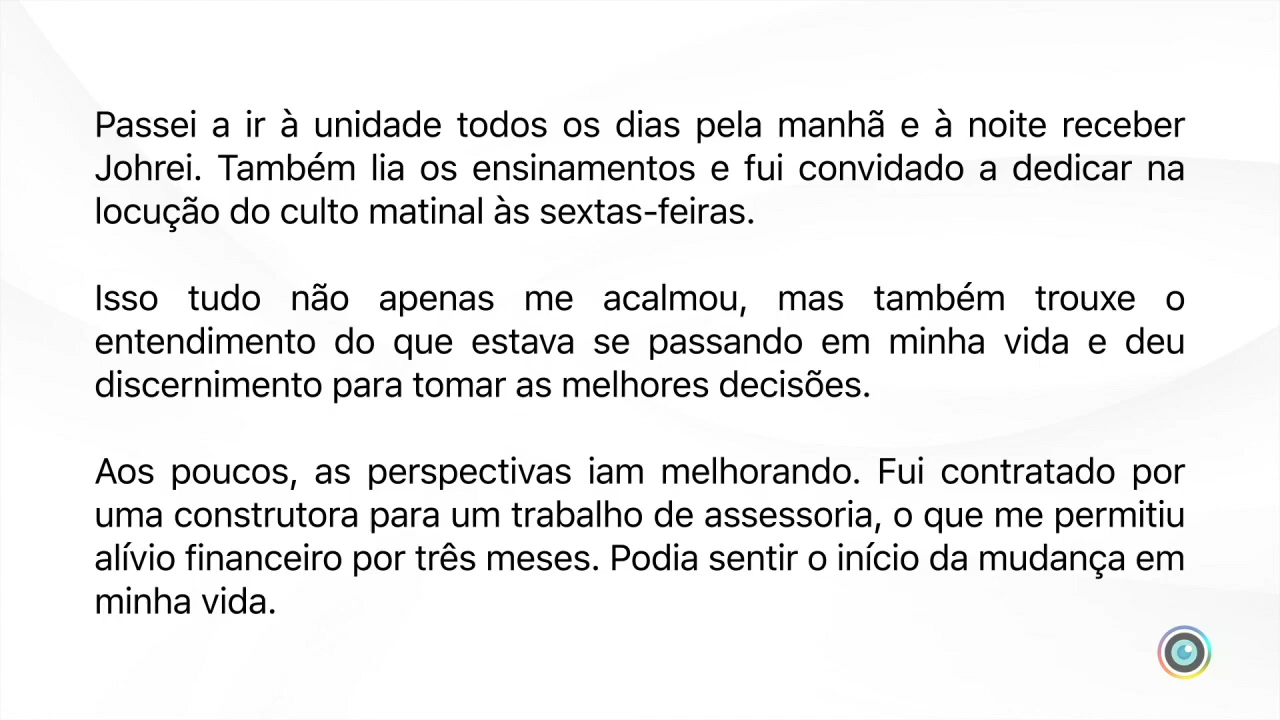 Passei a ir à unidade todos os dias pela manhã e à noite receber
Johrei. Também lia os ensinamentos e fui convidado a dedicar na
locução do culto matinal às sextas-feiras.
Isso tudo não apenas me acalmou, mas também trouxe o
entendimento do que estava se passando em minha vida e deu
discernimento para tomar as melhores decisões.
Aos poucos, as perspectivas iam melhorando. Fui contratado por
uma construtora para um trabalho de assessoria, o que me permitiu
alívio financeiro por três meses. Podia sentir o início da mudança em
minha vida.